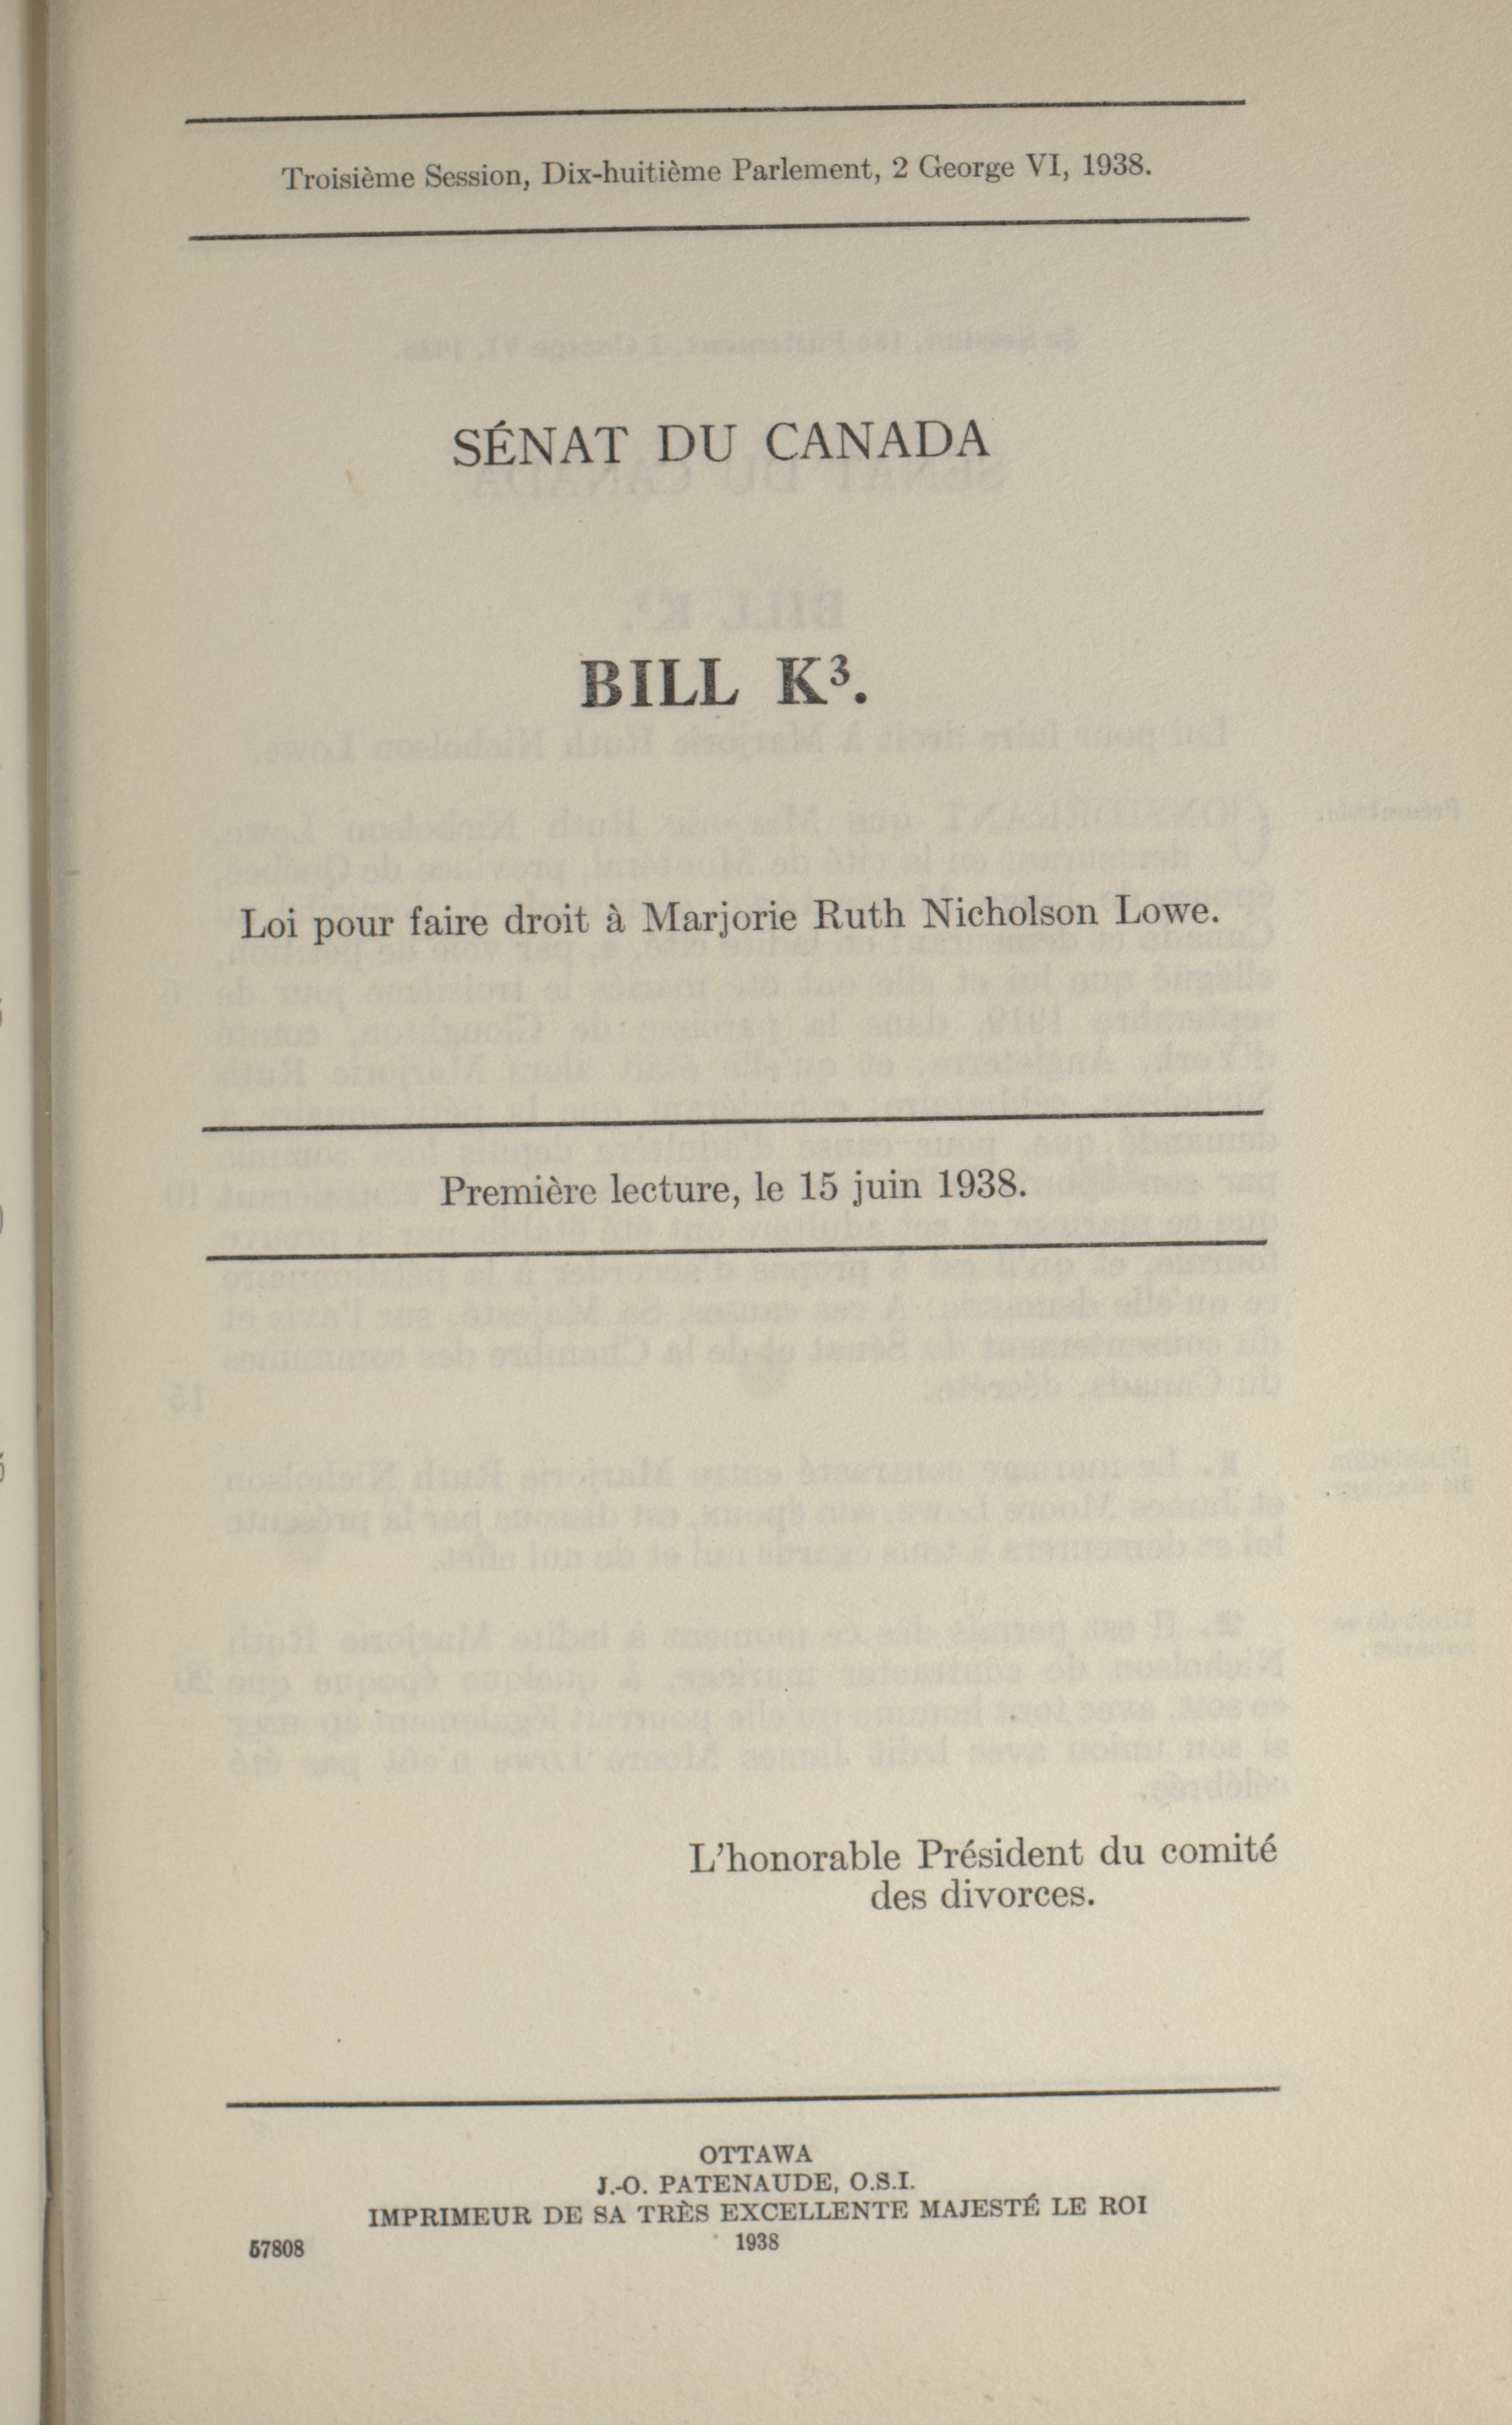 Troisième Session, Dix-huitième Parlement, 2 George VI, 1938.
SÉNAT DU CANADA
BILL K³.
Loi pour faire droit à Marjorie Ruth Nicholson Lowe.
Première lecture, le 15 juin 1938.
L'honorable Président du comité
des divorces.
OTTAWA
J.-O. PATENAUDE, O.S.I.
IMPRIMEUR DE SA TRÈS EXCELLENTE MAJESTÉ LE ROI
1938
57808